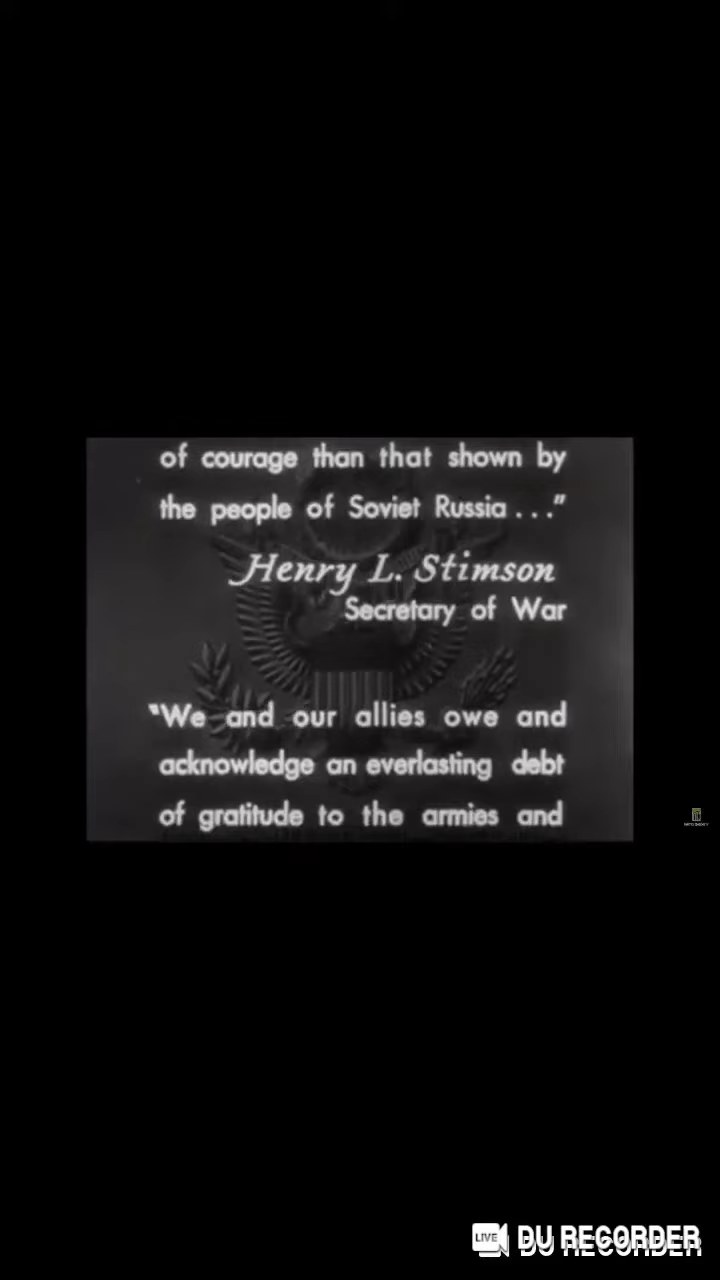 of courage than that shown by
the people of Soviet Russia . . ."
Henry L. Stimson
Secretary of War
"We and our allies owe and
acknowledge an everlasting debt
of gratitude to the armies and
LIVE DU RECORDER